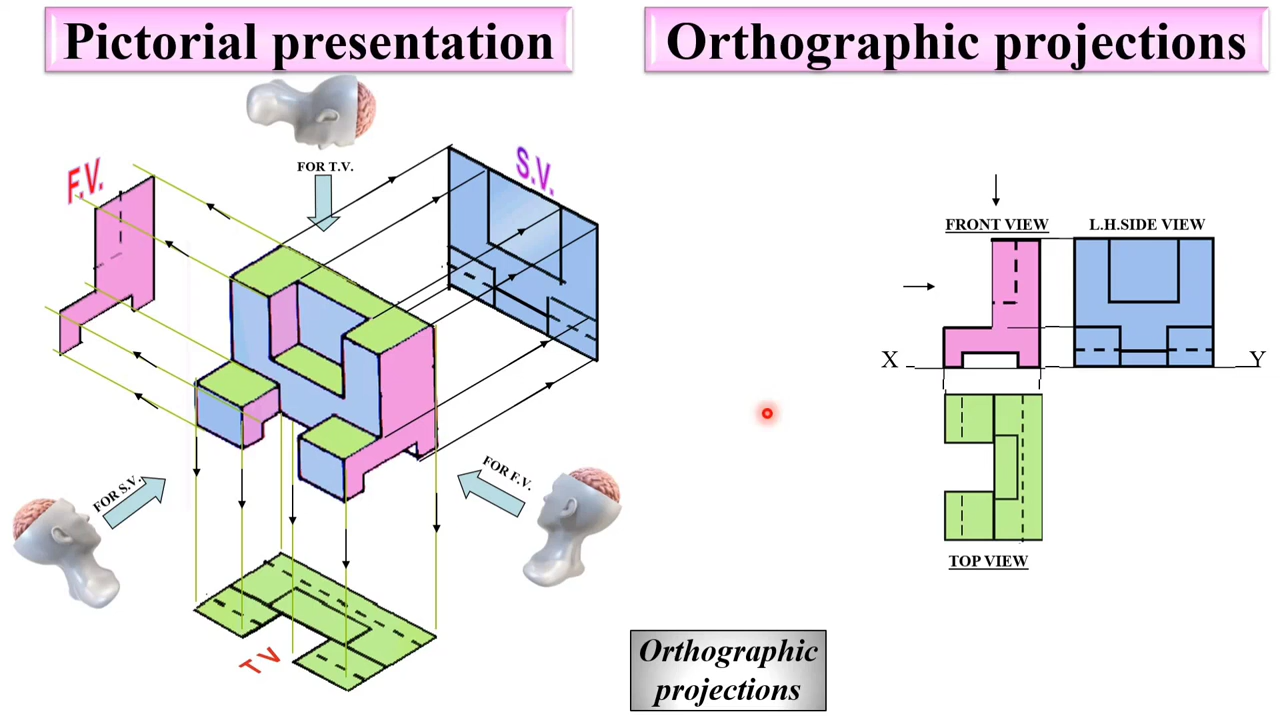 Pictorial presentation
Orthographic projections
F.V.
FOR T.V.
S.V.
FRONT VIEW
L.H.SIDE VIEW
X
Y
FOR S.V.
FOR F.V.
TOP VIEW
T V
Orthographic
projections